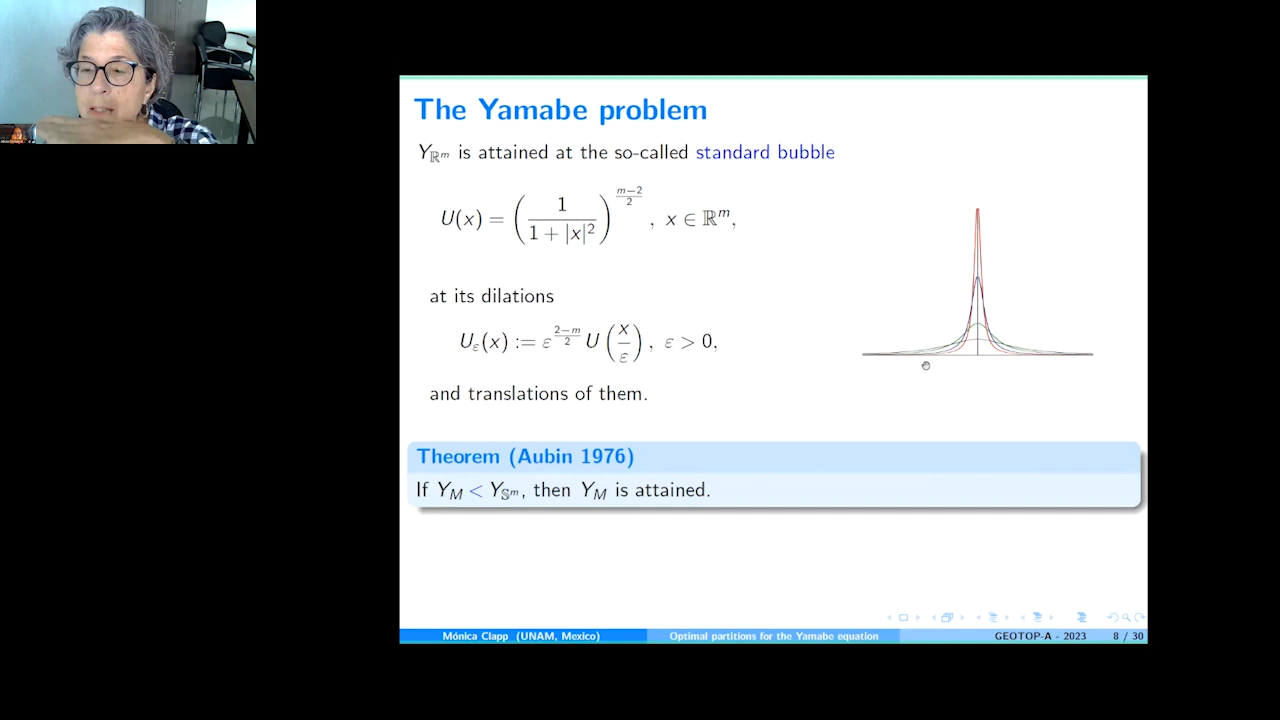 The Yamabe problem
Y_{ℝ^m} is attained at the so-called standard bubble
U(x) = (1 / (1 + |x|²))^{(m−2)/2}, x ∈ ℝ^m,
at its dilations
U_ε(x) := ε^{(2−m)/2} U(x/ε), ε > 0,
and translations of them.
Theorem (Aubin 1976)
If Y_M < Y_{𝕊^m}, then Y_M is attained.
Mónica Clapp (UNAM, Mexico) Optimal partitions for the Yamabe equation GEOTOP-A - 2023 8 / 30